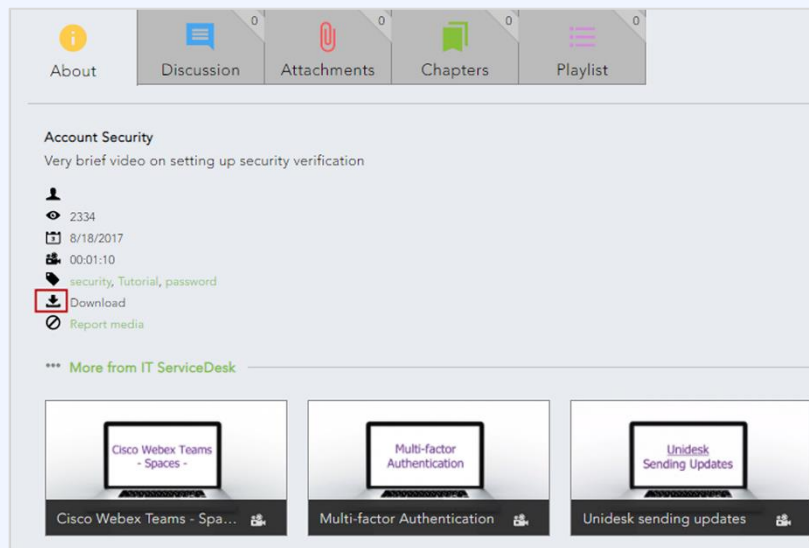 0 0 0 0
About Discussion Attachments Chapters Playlist
Account Security
Very brief video on setting up security verification
2334
8/18/2017
00:01:10
security, Tutorial, password
Download
Report media
*** More from IT ServiceDesk
Cisco Webex Teams
- Spaces -
Multi-factor
Authentication
Unidesk
Sending Updates
Cisco Webex Teams - Spa... Multi-factor Authentication Unidesk sending updates